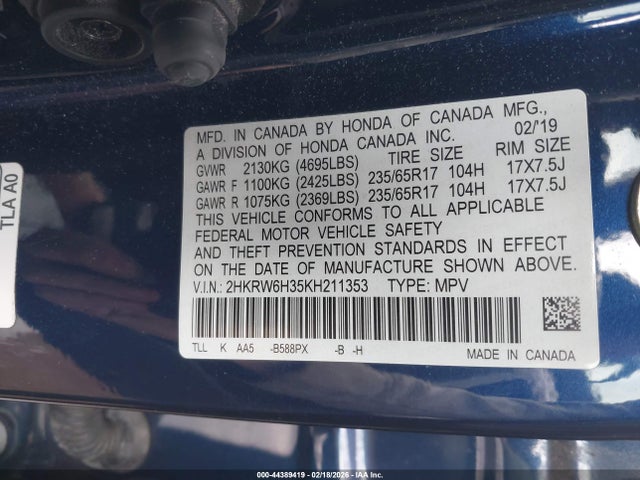 TLA A0
MFD. IN CANADA BY HONDA OF CANADA MFG.,
A DIVISION OF HONDA CANADA INC. 02/'19
GVWR 2130KG (4695LBS) TIRE SIZE RIM SIZE
GAWR F 1100KG (2425LBS) 235/65R17 104H 17X7.5J
GAWR R 1075KG (2369LBS) 235/65R17 104H 17X7.5J
THIS VEHICLE CONFORMS TO ALL APPLICABLE
FEDERAL MOTOR VEHICLE SAFETY
AND THEFT PREVENTION STANDARDS IN EFFECT
ON THE DATE OF MANUFACTURE SHOWN ABOVE.
V.I.N: 2HKRW6H35KH211353 TYPE: MPV
TLL K AA5 -B588PX -B -H
MADE IN CANADA
000-44389419 - 02/18/2026 - IAA Inc.